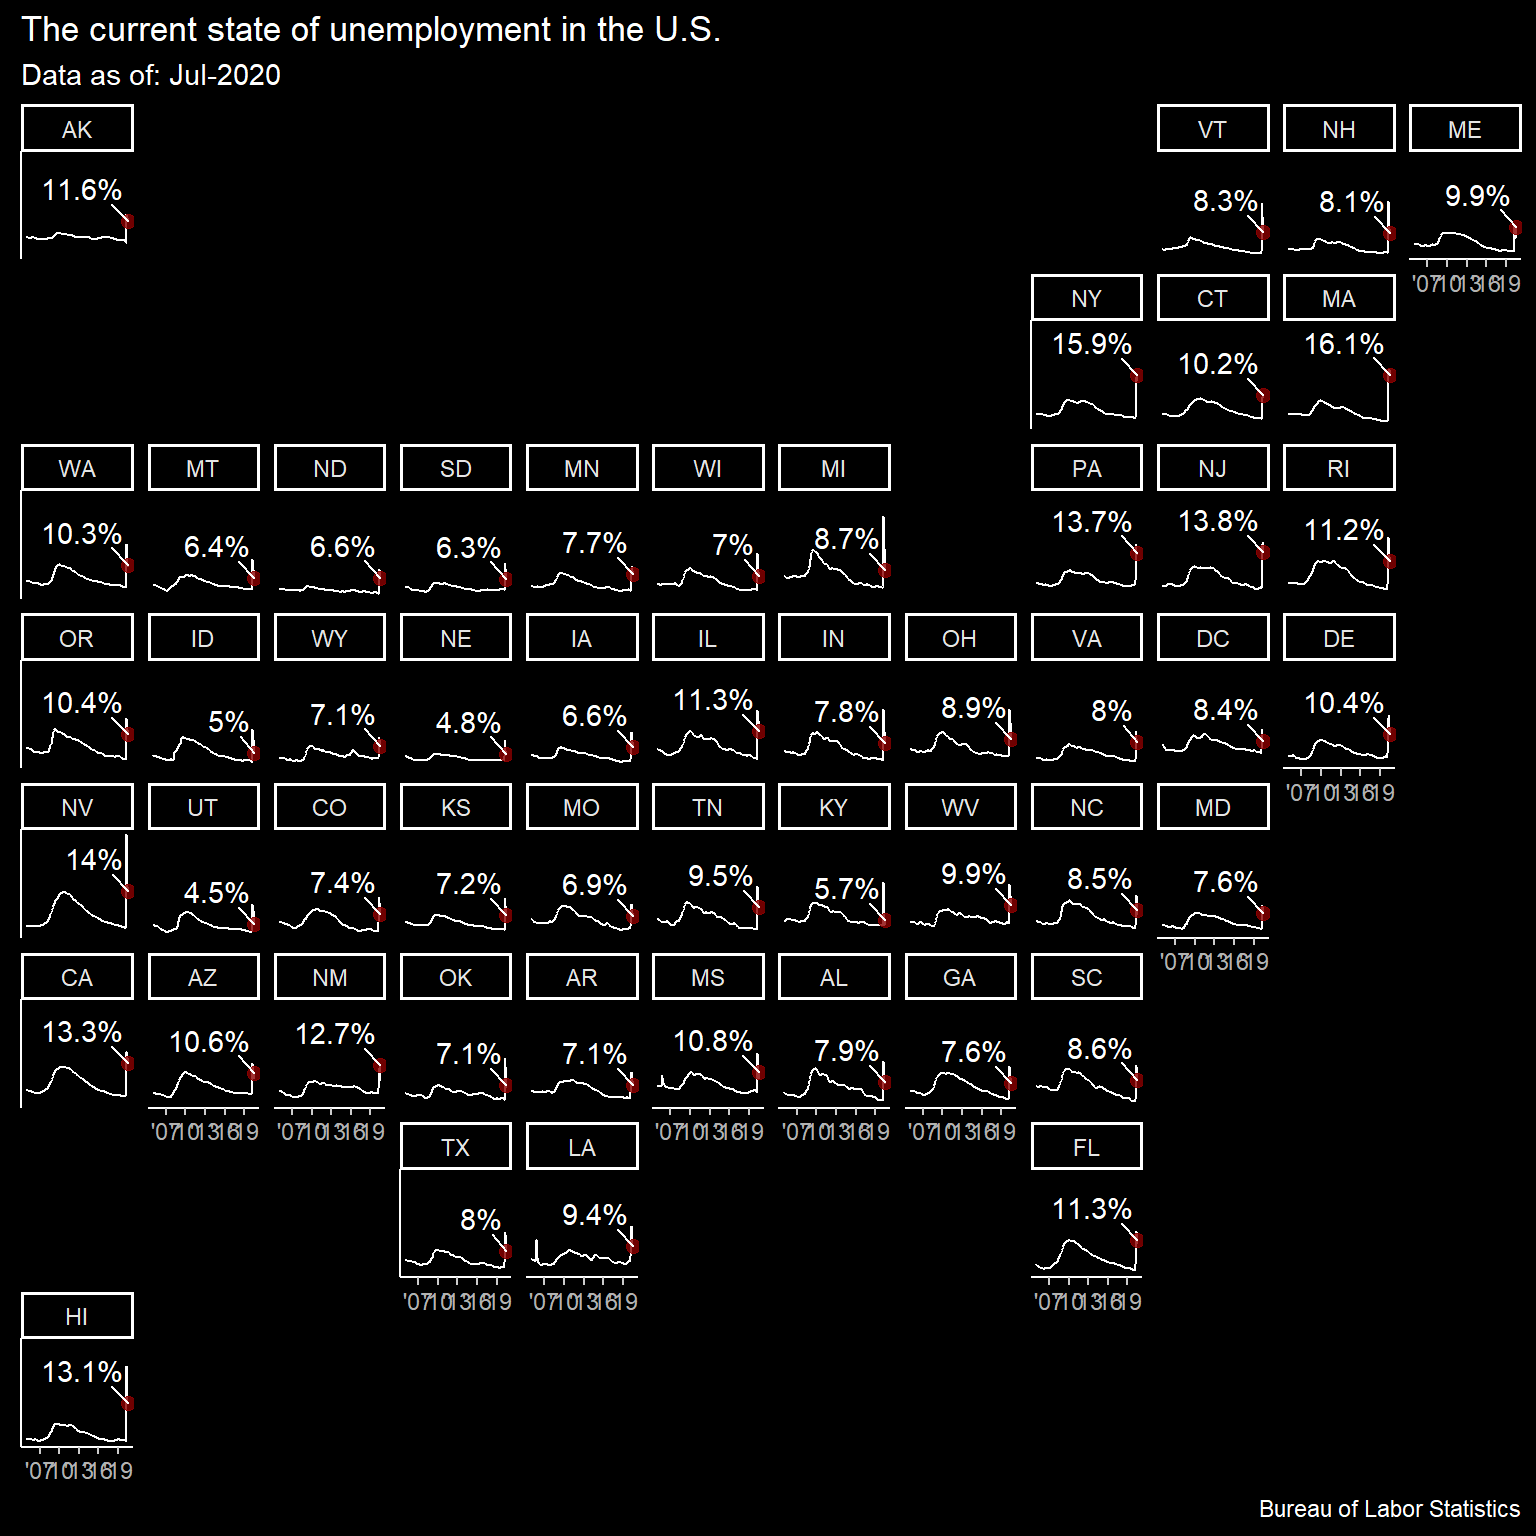 The current state of unemployment in the U.S.
Data as of: Jul-2020
AK VT NH ME
11.6% 8.3% 8.1% 9.9%
'07 '10 '13 '16 '19
NY CT MA
15.9% 10.2% 16.1%
WA MT ND SD MN WI MI PA NJ RI
10.3% 6.4% 6.6% 6.3% 7.7% 7% 8.7% 13.7% 13.8% 11.2%
OR ID WY NE IA IL IN OH VA DC DE
10.4% 5% 7.1% 4.8% 6.6% 11.3% 7.8% 8.9% 8% 8.4% 10.4%
'07 '10 '13 '16 '19
NV UT CO KS MO TN KY WV NC MD
14% 4.5% 7.4% 7.2% 6.9% 9.5% 5.7% 9.9% 8.5% 7.6%
'07 '10 '13 '16 '19
CA AZ NM OK AR MS AL GA SC
13.3% 10.6% 12.7% 7.1% 7.1% 10.8% 7.9% 7.6% 8.6%
'07 '10 '13 '16 '19 '07 '10 '13 '16 '19 '07 '10 '13 '16 '19 '07 '10 '13 '16 '19 '07 '10 '13 '16 '19
TX LA FL
8% 9.4% 11.3%
'07 '10 '13 '16 '19 '07 '10 '13 '16 '19 '07 '10 '13 '16 '19
HI
13.1%
'07 '10 '13 '16 '19
Bureau of Labor Statistics